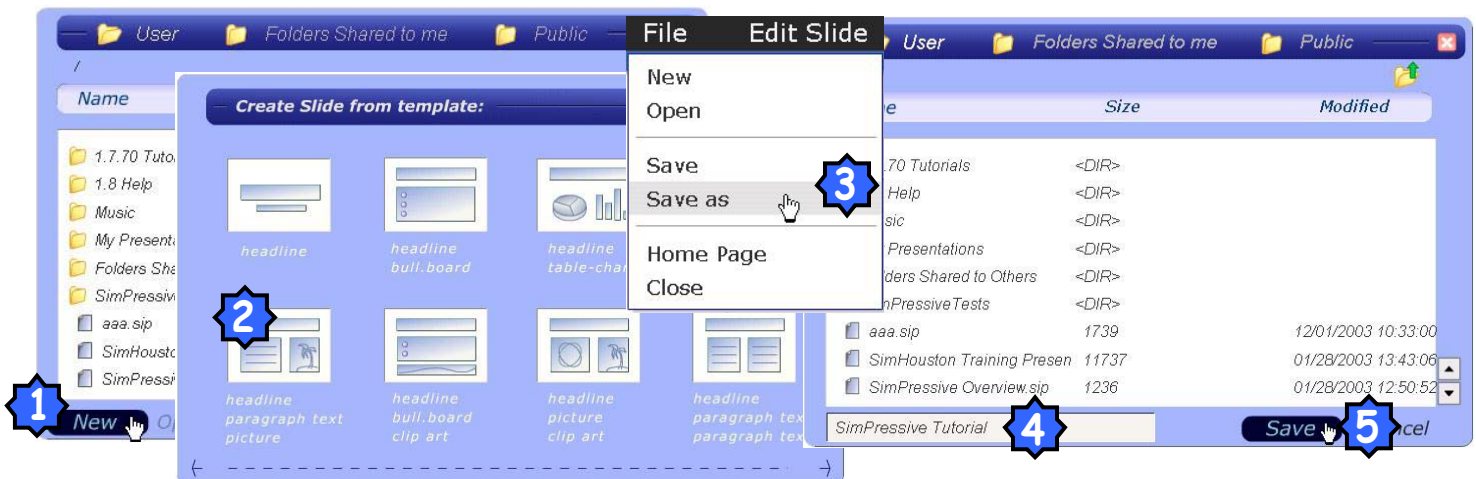 User Folders Shared to me Public
/
Name
1.7.70 Tuto
1.8 Help
Music
My Present
Folders Sha
SimPressiv
aaa.sip
SimHousto
SimPressi
1
New Op
Create Slide from template:
headline
headline
bull.board
headline
table-cha
2
headline
paragraph text
picture
headline
bull.board
clip art
headline
picture
clip art
headline
paragraph tex
paragraph tex
File Edit Slide
New
Open
Save
Save as
3
Home Page
Close
User Folders Shared to me Public
e Size Modified
.70 Tutorials <DIR>
Help <DIR>
sic <DIR>
Presentations <DIR>
ders Shared to Others <DIR>
nPressiveTests <DIR>
aaa.sip 1739 12/01/2003 10:33:00
SimHouston Training Presen 11737 01/28/2003 13:43:06
SimPressive Overview.sip 1236 01/28/2003 12:50:52
SimPressive Tutorial 4 Save 5 ncel